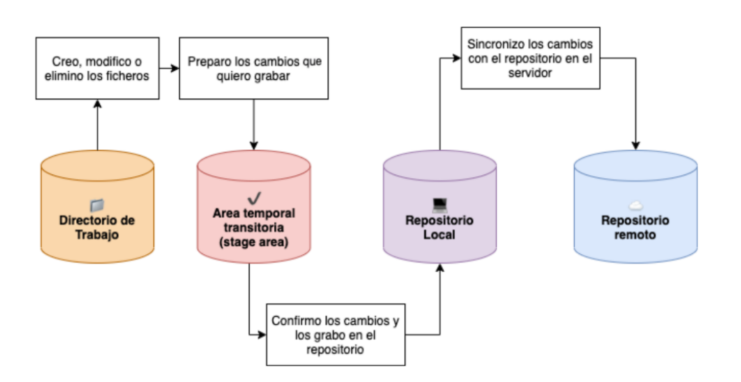 Creo, modifico o
elimino los ficheros
Preparo los cambios que
quiero grabar
Sincronizo los cambios
con el repositorio en el
servidor
Directorio de
Trabajo
Area temporal
transitoria
(stage area)
Repositorio
Local
Repositorio
remoto
Confirmo los cambios y
los grabo en el
repositorio